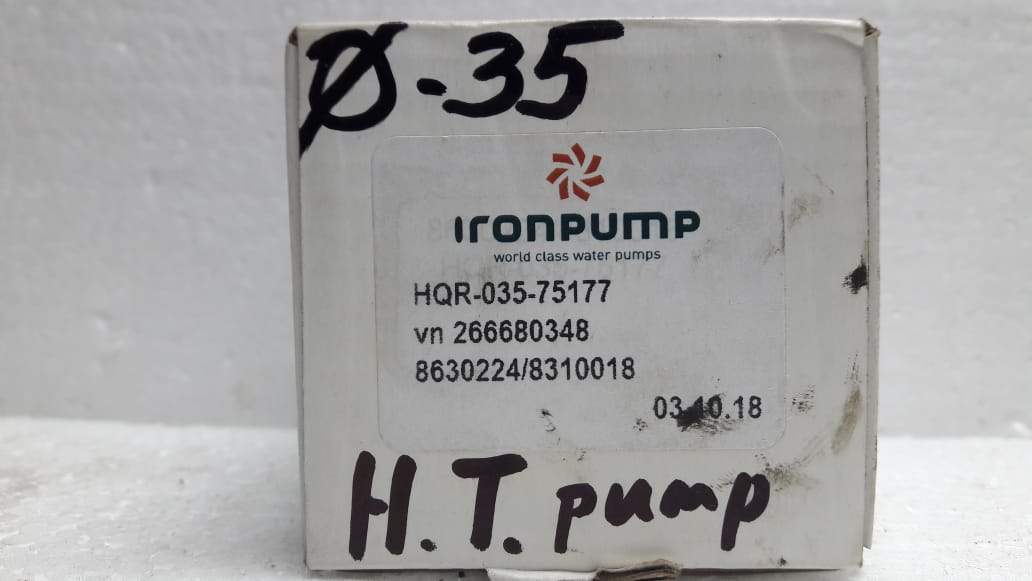 Ø-35
IRONPUMP
world class water pumps
HQR-035-75177
vn 266680348
8630224/8310018
03.10.18
H.T. pump